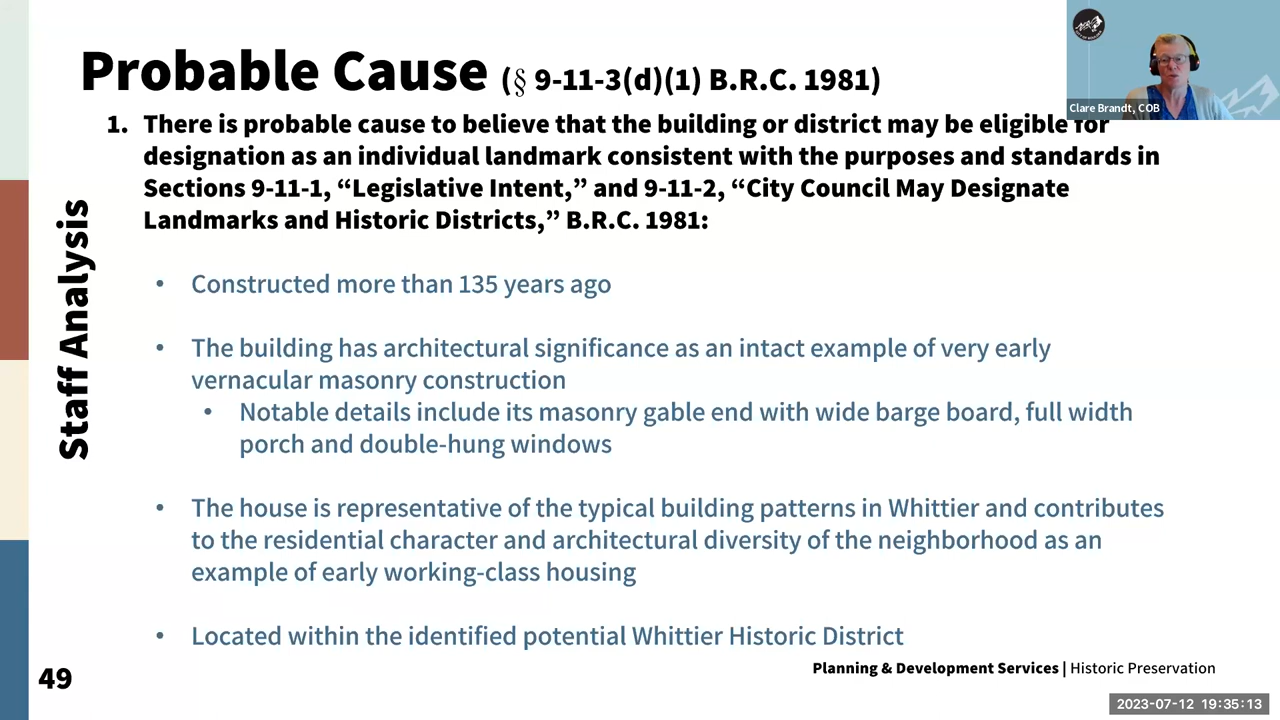 Probable Cause (§ 9-11-3(d)(1) B.R.C. 1981)
Clare Brandt, COB
1. There is probable cause to believe that the building or district may be eligible for
designation as an individual landmark consistent with the purposes and standards in
Sections 9-11-1, “Legislative Intent,” and 9-11-2, “City Council May Designate
Landmarks and Historic Districts,” B.R.C. 1981:
Staff Analysis
• Constructed more than 135 years ago
• The building has architectural significance as an intact example of very early
vernacular masonry construction
• Notable details include its masonry gable end with wide barge board, full width
porch and double-hung windows
• The house is representative of the typical building patterns in Whittier and contributes
to the residential character and architectural diversity of the neighborhood as an
example of early working-class housing
• Located within the identified potential Whittier Historic District
49
Planning & Development Services | Historic Preservation
2023-07-12 19:35:13